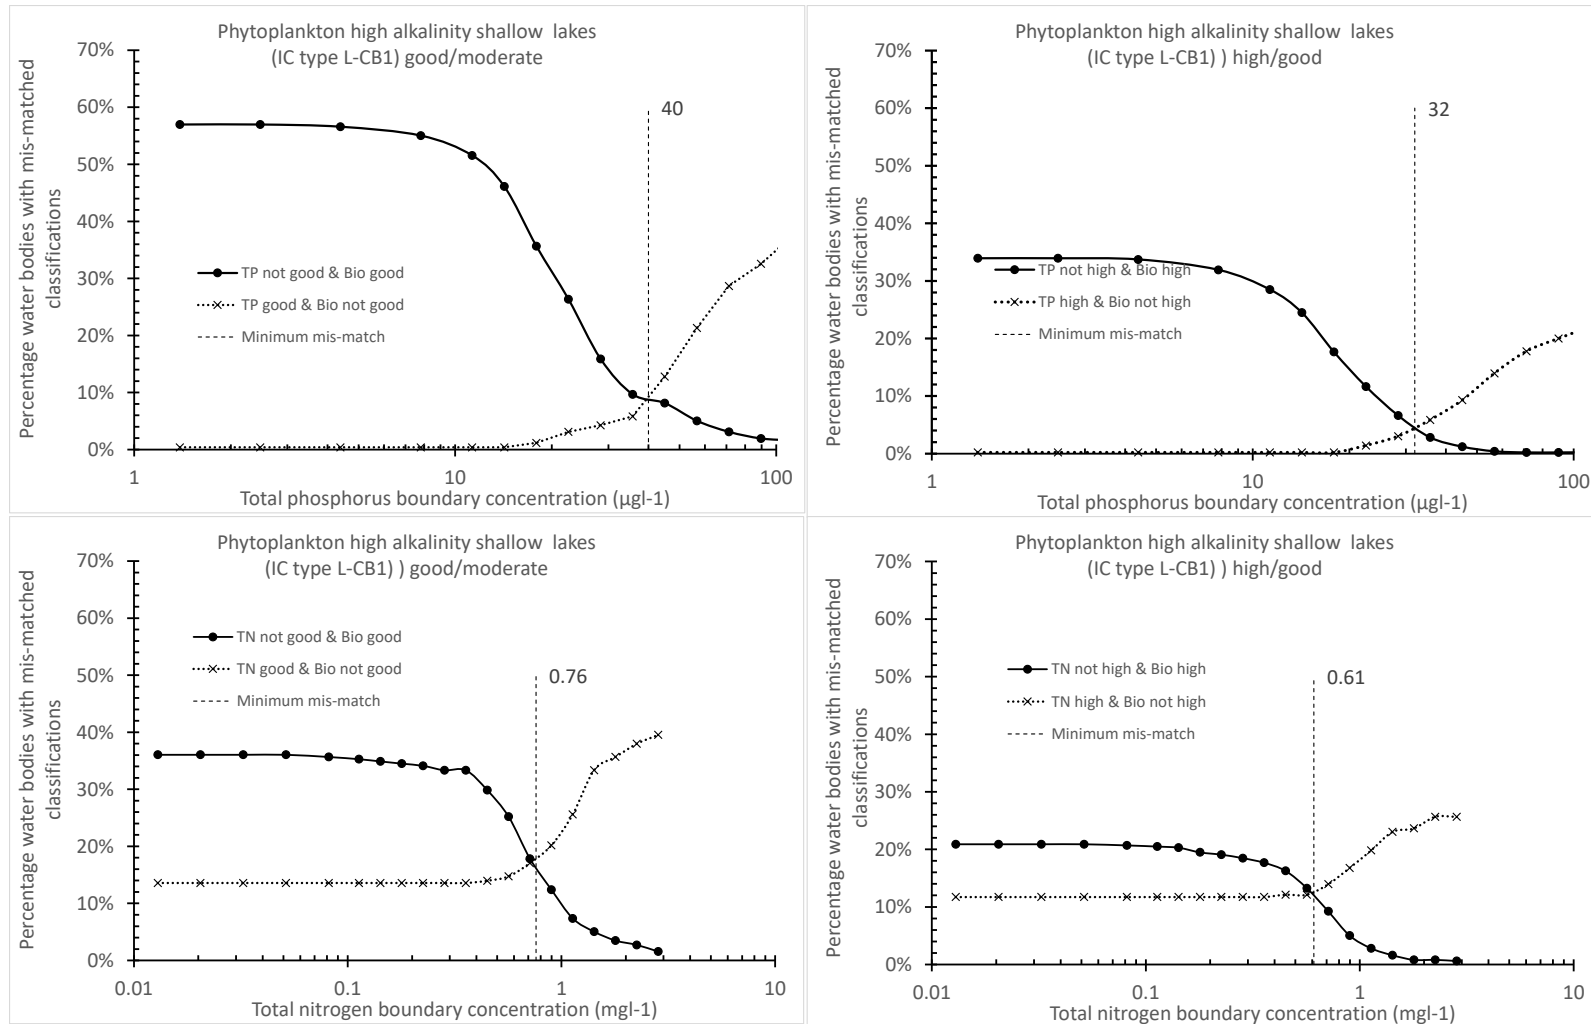 Phytoplankton high alkalinity shallow lakes
(IC type L-CB1) good/moderate
Percentage water bodies with mis-matched
classifications
70%
60%
50%
40%
30%
20%
10%
0%
40
TP not good & Bio good
TP good & Bio not good
Minimum mis-match
1
10
100
Total phosphorus boundary concentration (µgl-1)
Phytoplankton high alkalinity shallow lakes
(IC type L-CB1) ) high/good
Percentage water bodies with mis-matched
classifications
70%
60%
50%
40%
30%
20%
10%
0%
32
TP not high & Bio high
TP high & Bio not high
Minimum mis-match
1
10
100
Total phosphorus boundary concentration (µgl-1)
Phytoplankton high alkalinity shallow lakes
(IC type L-CB1) ) good/moderate
Percentage water bodies with mis-matched
classifications
70%
60%
50%
40%
30%
20%
10%
0%
TN not good & Bio good
TN good & Bio not good
Minimum mis-match
0.76
0.01
0.1
1
10
Total nitrogen boundary concentration (mgl-1)
Phytoplankton high alkalinity shallow lakes
(IC type L-CB1) ) high/good
Percentage water bodies with mis-matched
classifications
70%
60%
50%
40%
30%
20%
10%
0%
TN not high & Bio high
TN high & Bio not high
Minimum mis-match
0.61
0.01
0.1
1
10
Total nitrogen boundary concentration (mgl-1)